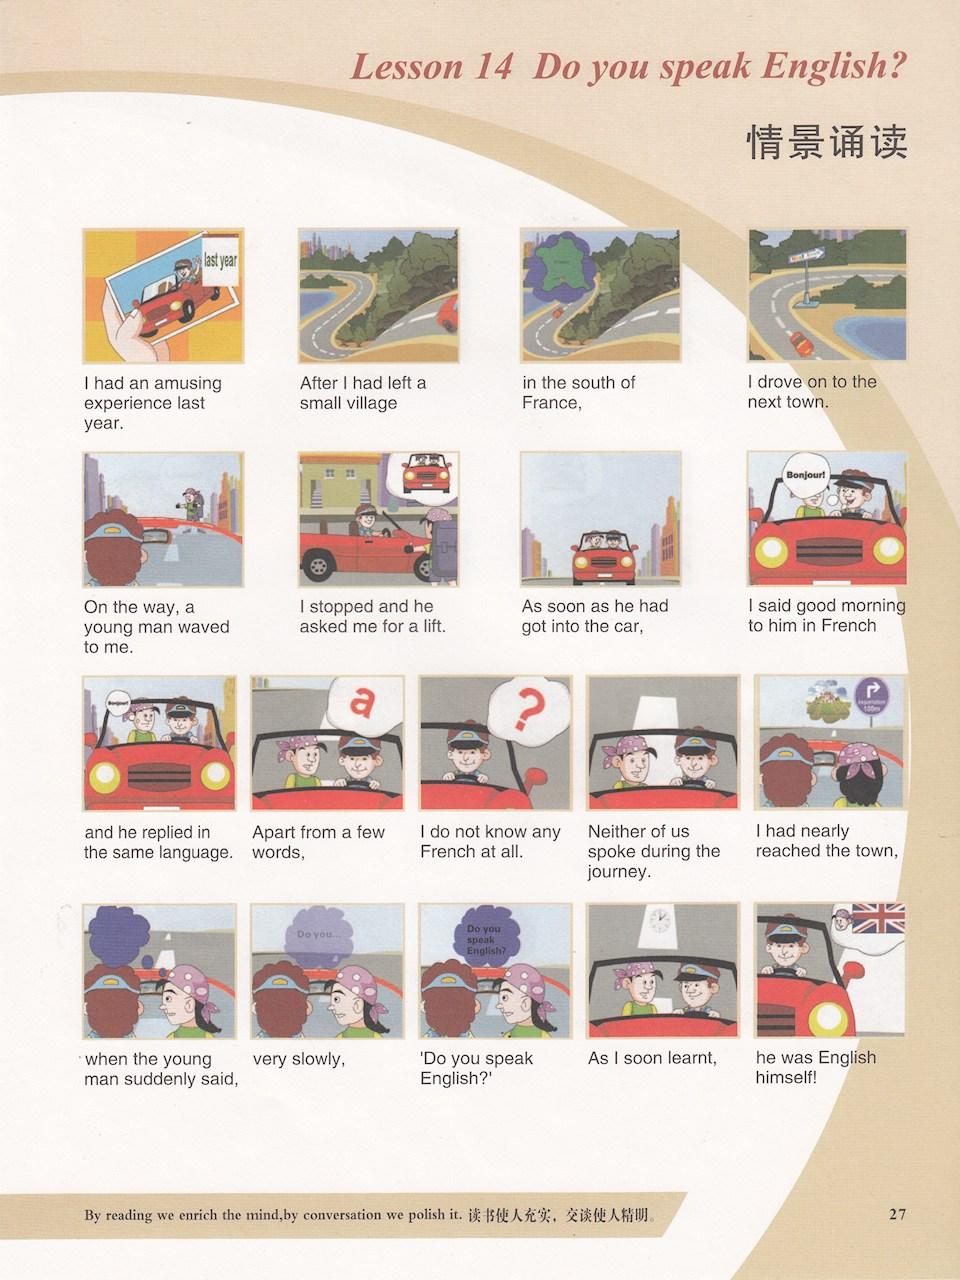 Lesson 14 Do you speak English?
情景诵读
last year
I had an amusing
experience last
year.
After I had left a
small village
in the south of
France,
I drove on to the
next town.
On the way, a
young man waved
to me.
I stopped and he
asked me for a lift.
As soon as he had
got into the car,
Bonjour!
I said good morning
to him in French
Bonjour!
and he replied in
the same language.
a
Apart from a few
words,
?
I do not know any
French at all.
Neither of us
spoke during the
journey.
100m
I had nearly
reached the town,
when the young
man suddenly said,
Do you...
very slowly,
Do you
speak
English?
'Do you speak
English?'
As I soon learnt,
he was English
himself!
By reading we enrich the mind,by conversation we polish it. 读书使人充实，交谈使人精明。
27